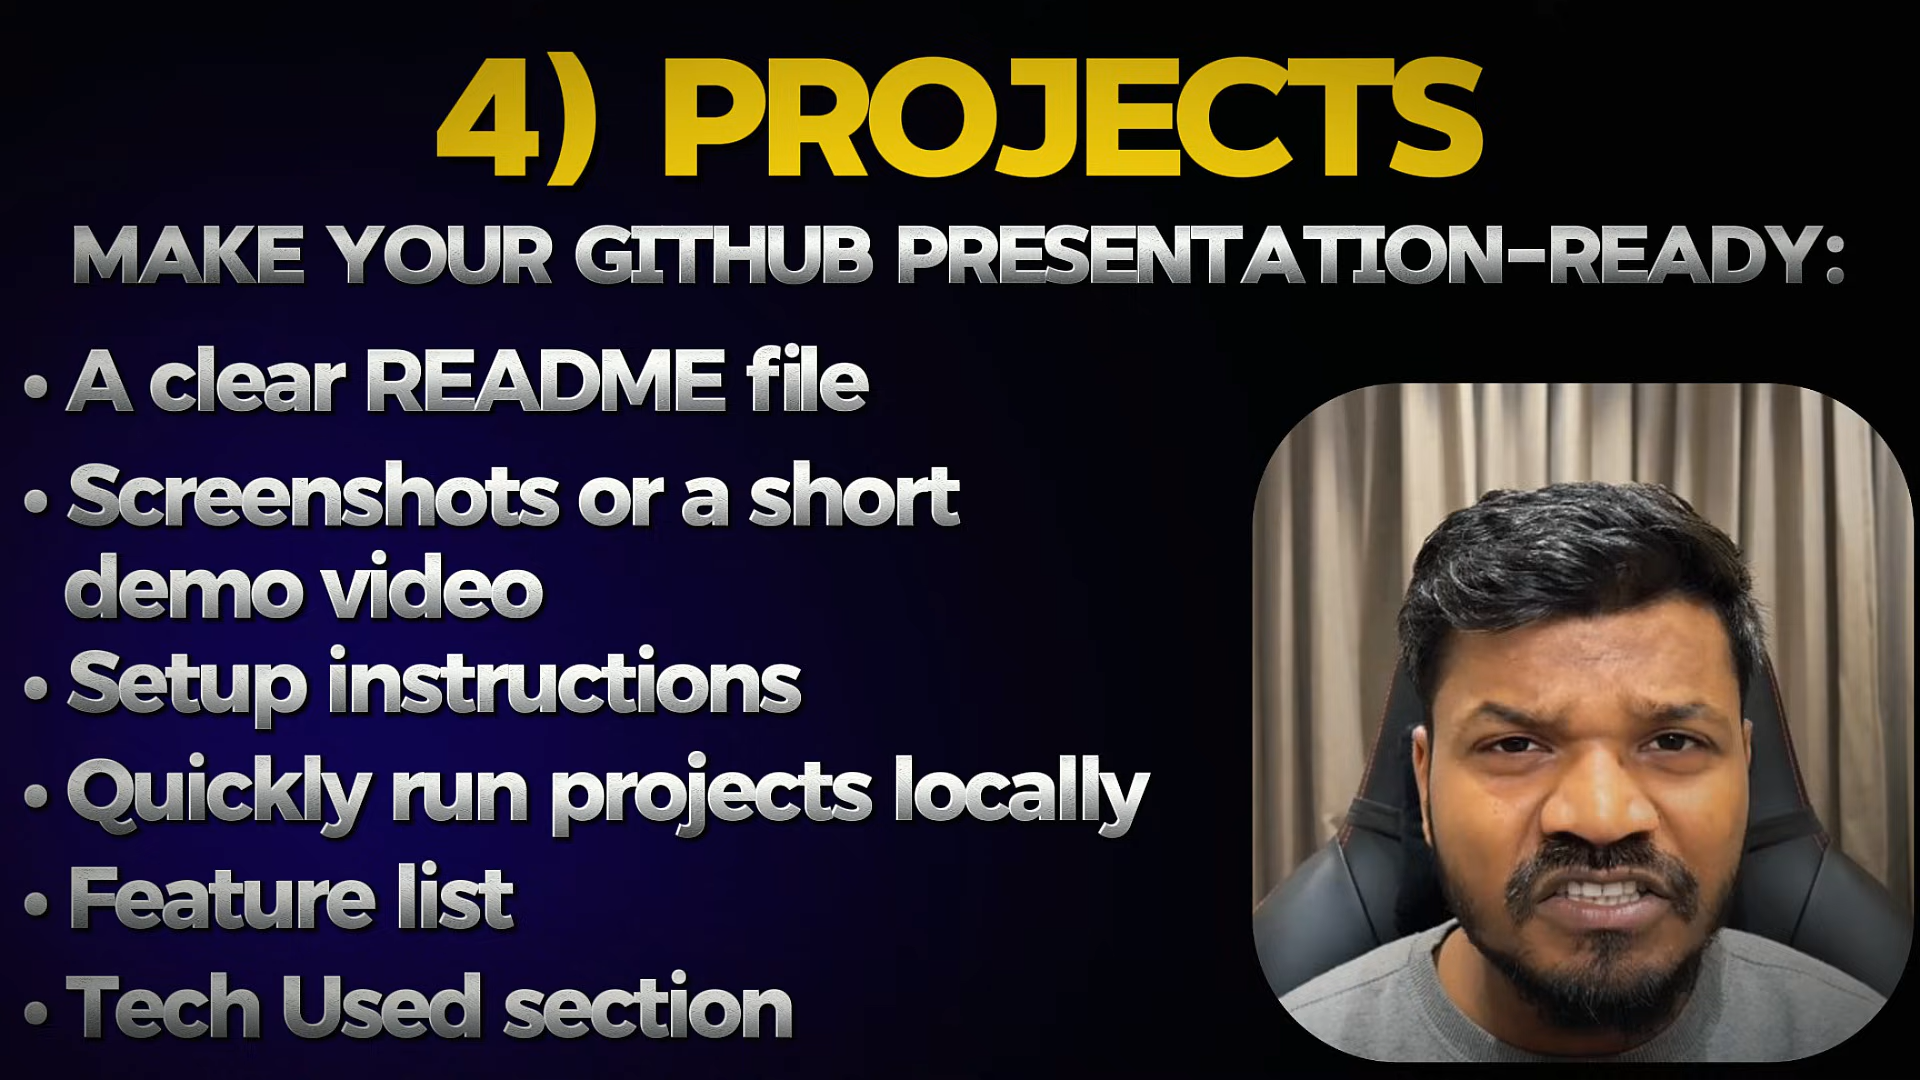 4) PROJECTS
MAKE YOUR GITHUB PRESENTATION-READY:
• A clear README file
• Screenshots or a short
demo video
• Setup instructions
• Quickly run projects locally
• Feature list
• Tech Used section